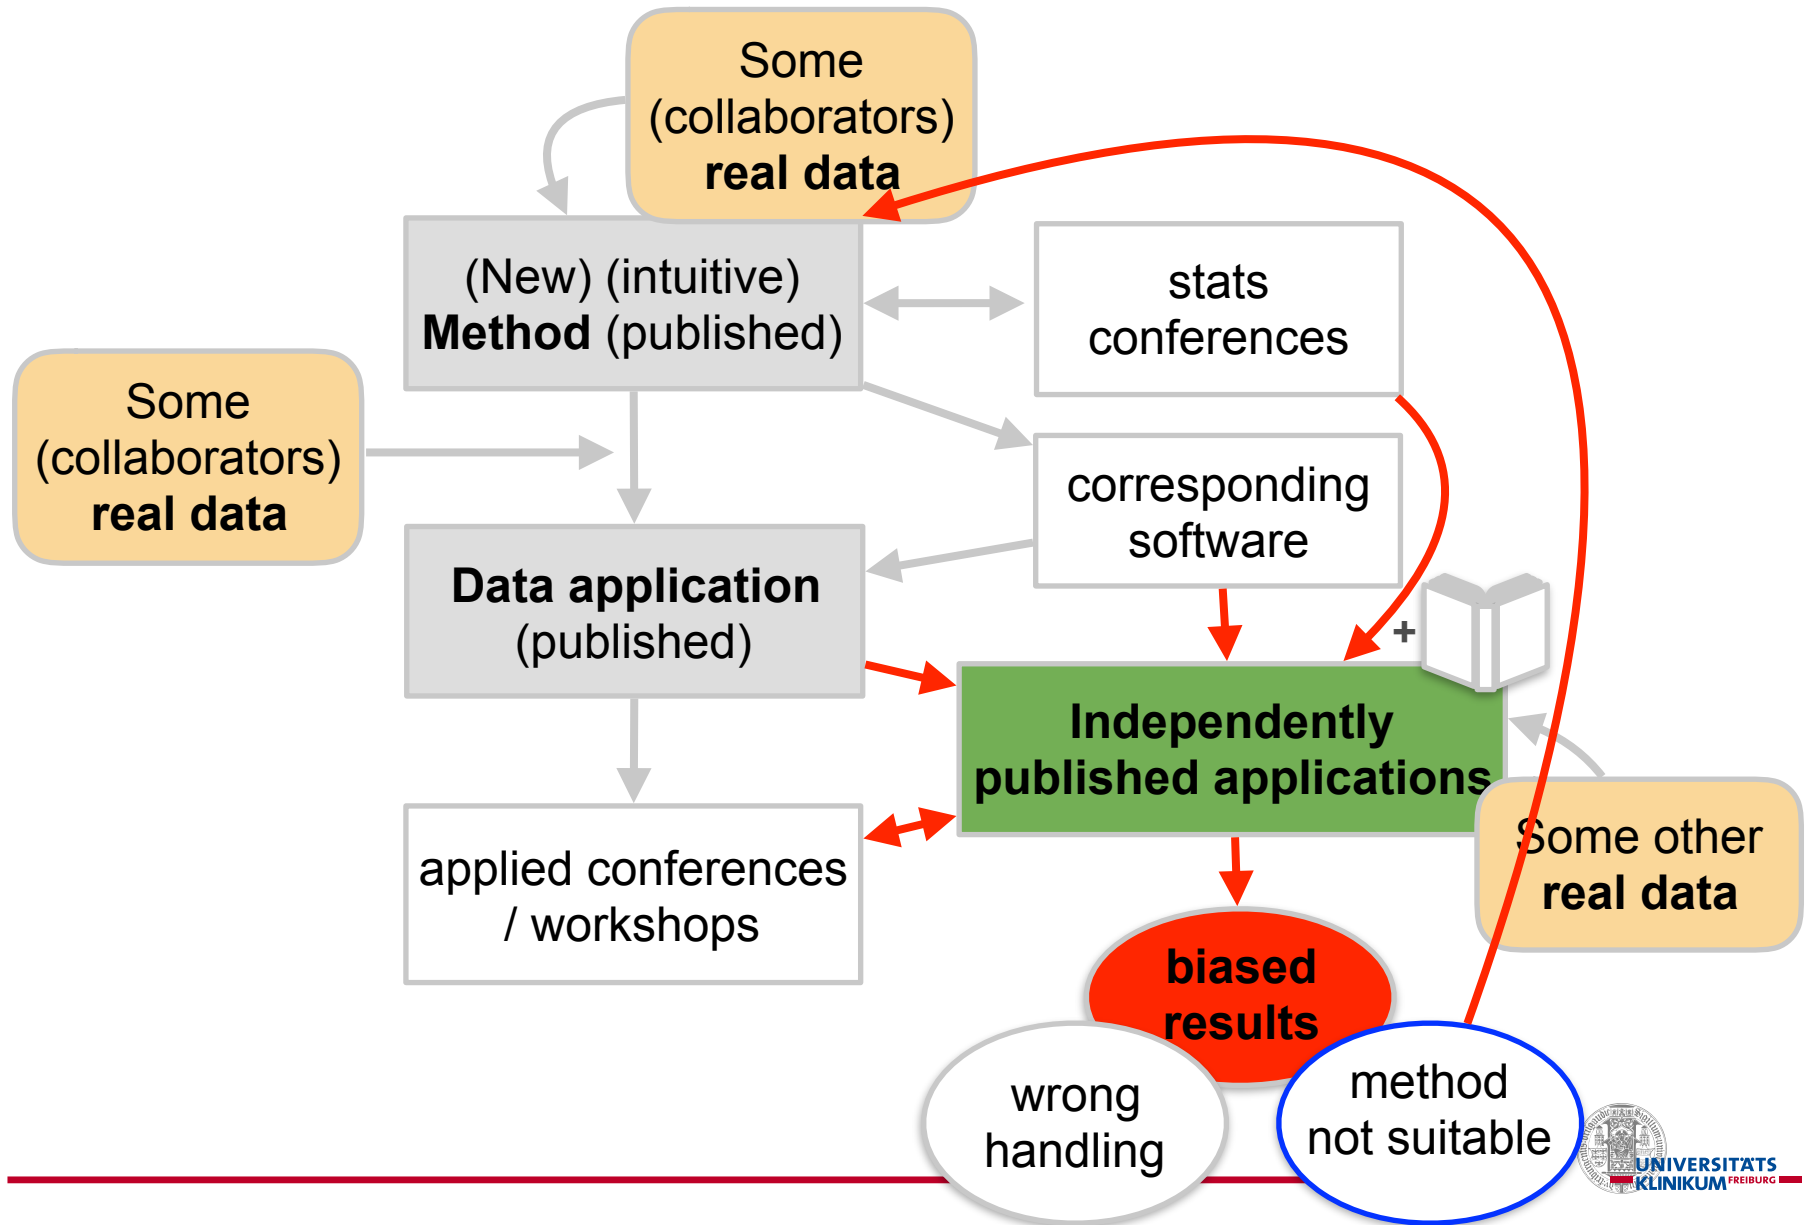 Some
(collaborators)
real data
(New) (intuitive)
Method (published)
stats
conferences
Some
(collaborators)
real data
corresponding
software
Data application
(published)
+
Independently
published applications
applied conferences
/ workshops
Some other
real data
biased
results
wrong
handling
method
not suitable
UNIVERSITÄTS
KLINIKUM FREIBURG